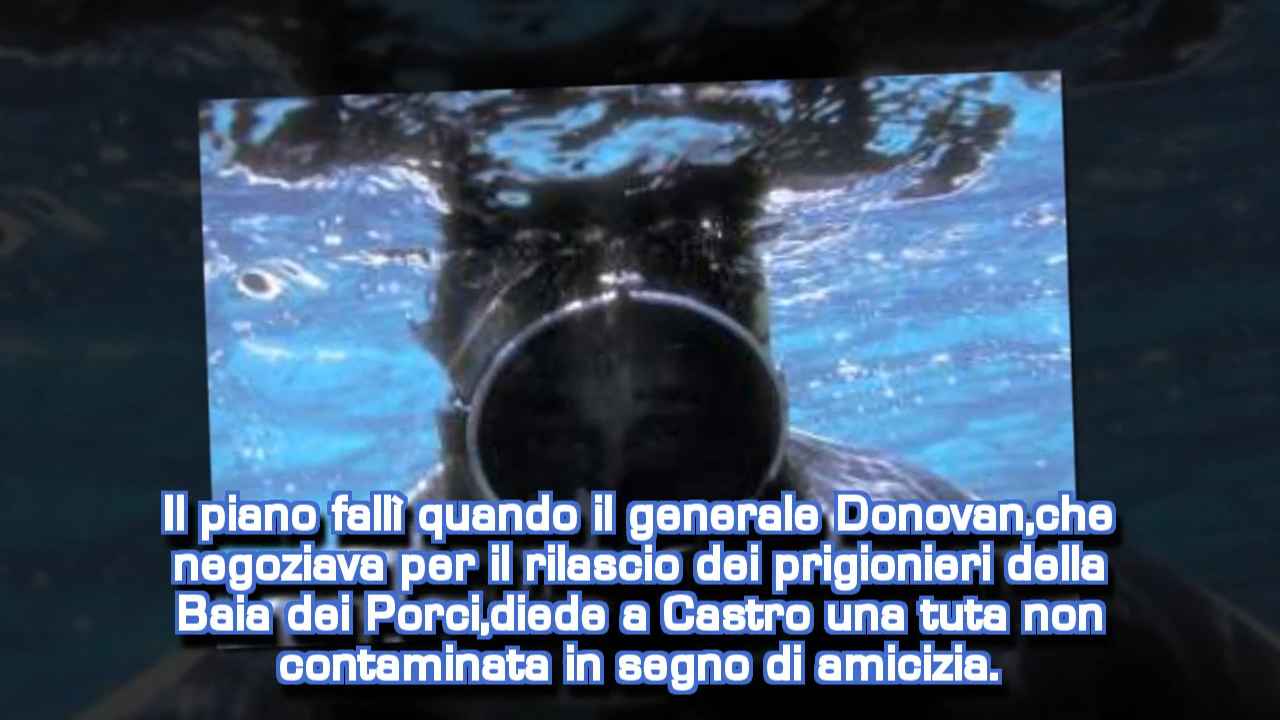 Il piano fallì quando il generale Donovan,che
negoziava per il rilascio dei prigionieri della
Baia dei Porci,diede a Castro una tuta non
contaminata in segno di amicizia.